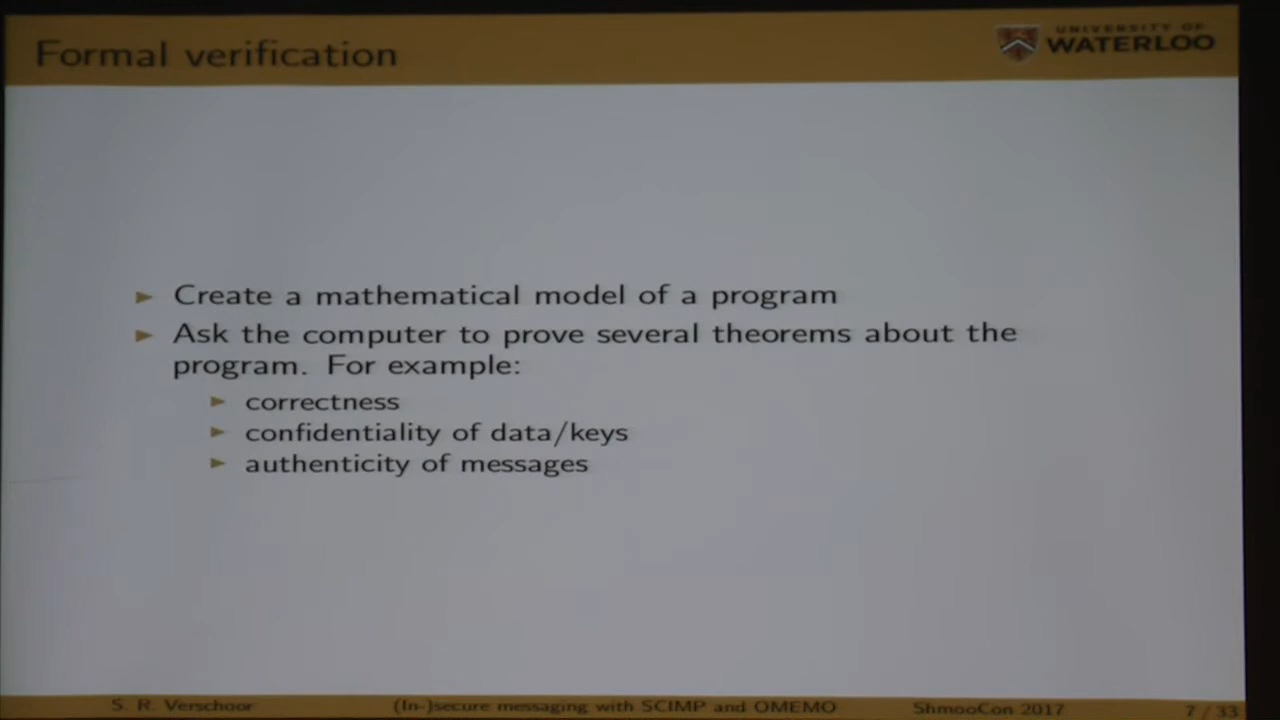 Formal verification
UNIVERSITY OF
WATERLOO
► Create a mathematical model of a program
► Ask the computer to prove several theorems about the
program. For example:
► correctness
► confidentiality of data/keys
► authenticity of messages
S. R. Verschoor
(In-)secure messaging with SCIMP and OMEMO
ShmooCon 2017
7 / 33